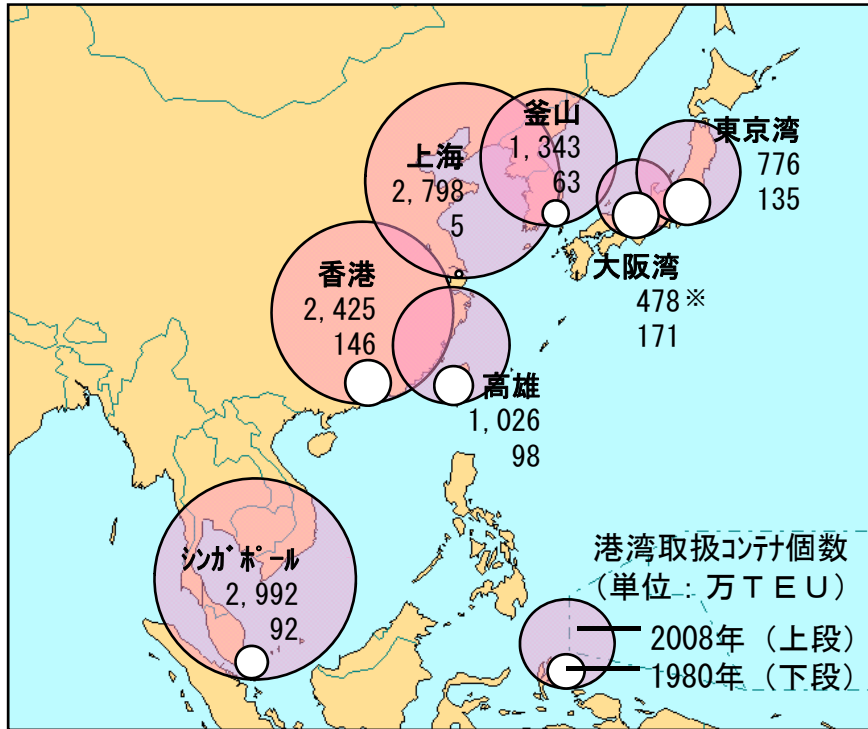 釜山
1,343
63
東京湾
776
135
上海
2,798
5
大阪湾
478※
171
香港
2,425
146
高雄
1,026
98
ｼﾝｶﾞﾎﾟｰﾙ
2,992
92
港湾取扱ｺﾝﾃﾅ個数
(単位：万ＴＥＵ)
2008年（上段）
1980年（下段）